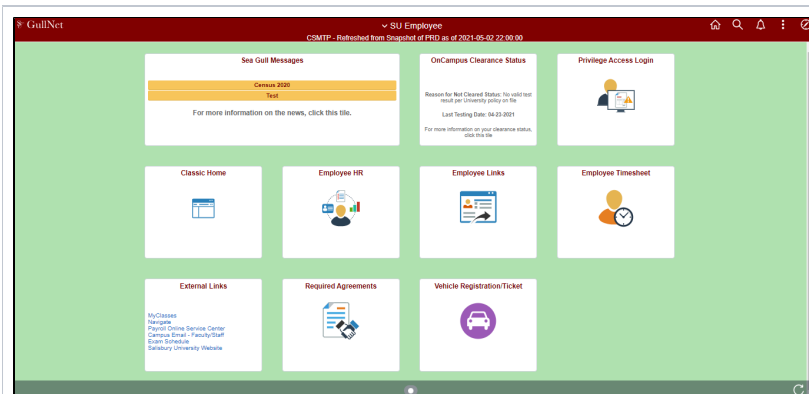 GullNet
SU Employee
CSMTP - Refreshed from Snapshot of PRD as of 2021-05-02 22:00:00
Sea Gull Messages
Census 2020
Test
For more information on the news, click this tile.
OnCampus Clearance Status
Reason for Not Cleared Status: No valid test
result per University policy on file
Last Testing Date: 04-23-2021
For more information on your clearance status,
click this tile
Privilege Access Login
Classic Home
Employee HR
Employee Links
Employee Timesheet
External Links
MyClasses
Navigate
Payroll Online Service Center
Campus Email - Faculty/Staff
Exam Schedule
Salisbury University Website
Required Agreements
Vehicle Registration/Ticket